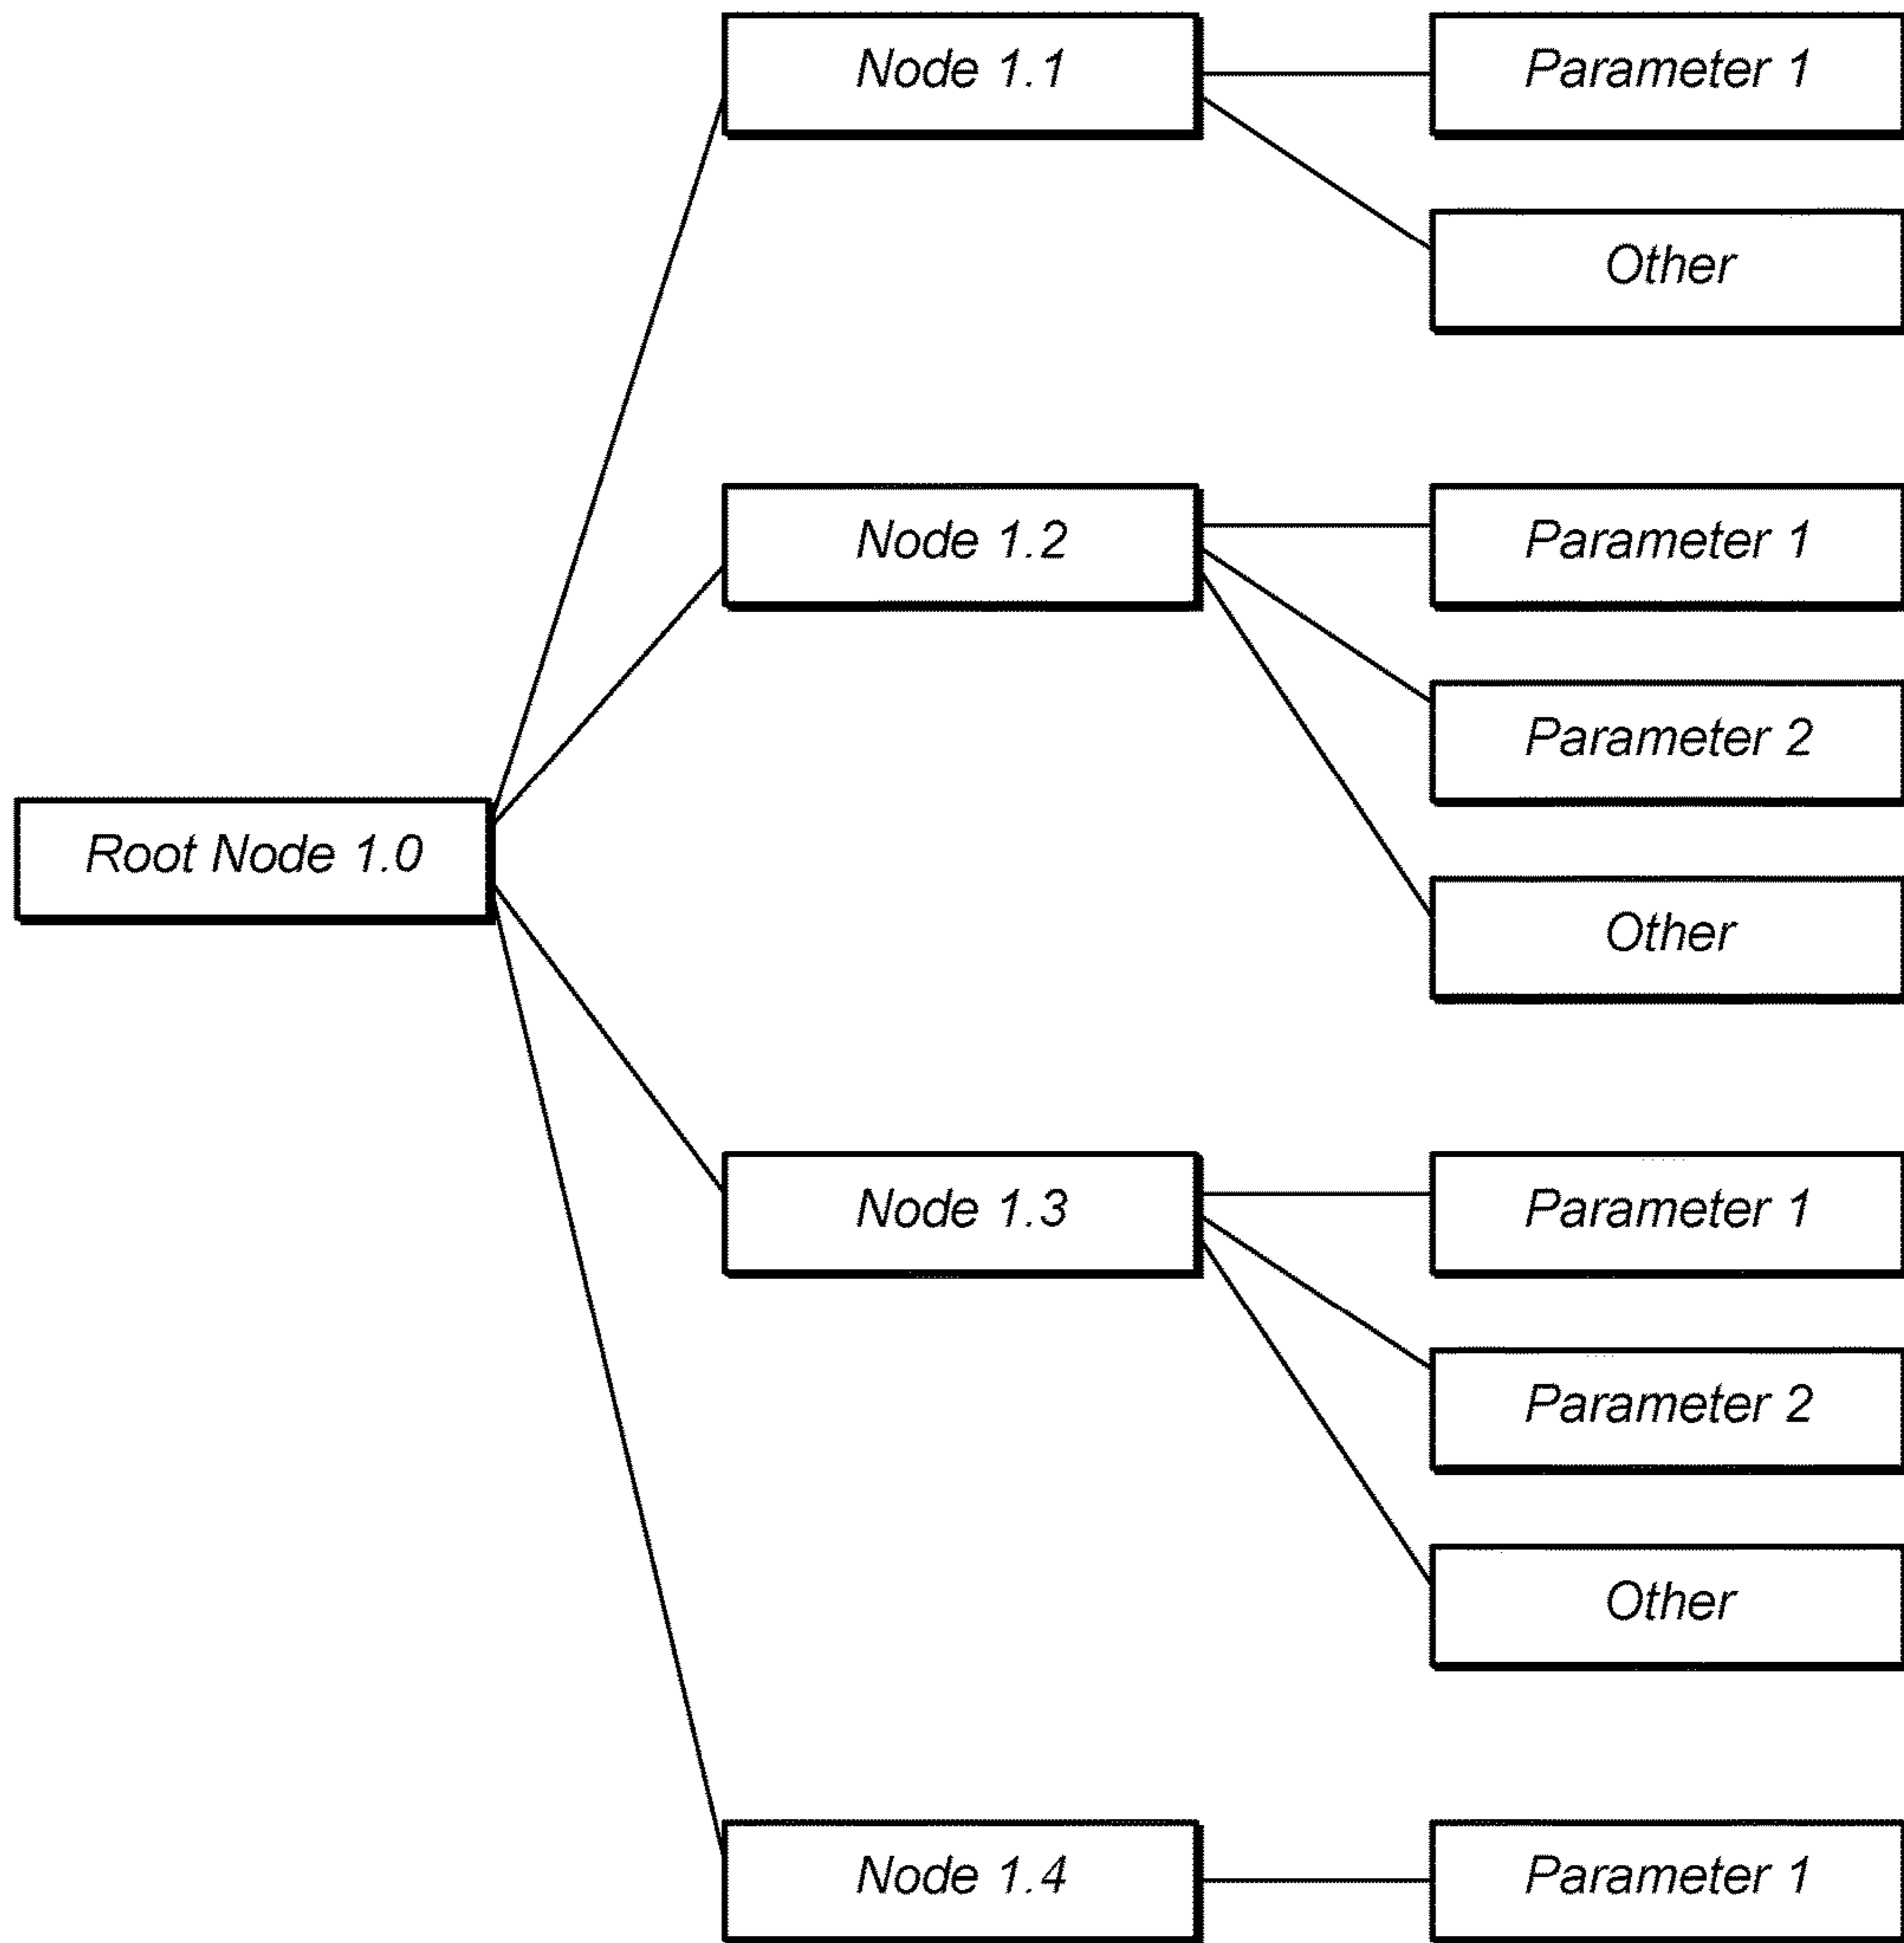 Node 1.1
Parameter 1
Other
Node 1.2
Parameter 1
Parameter 2
Root Node 1.0
Other
Node 1.3
Parameter 1
Parameter 2
Other
Node 1.4
Parameter 1